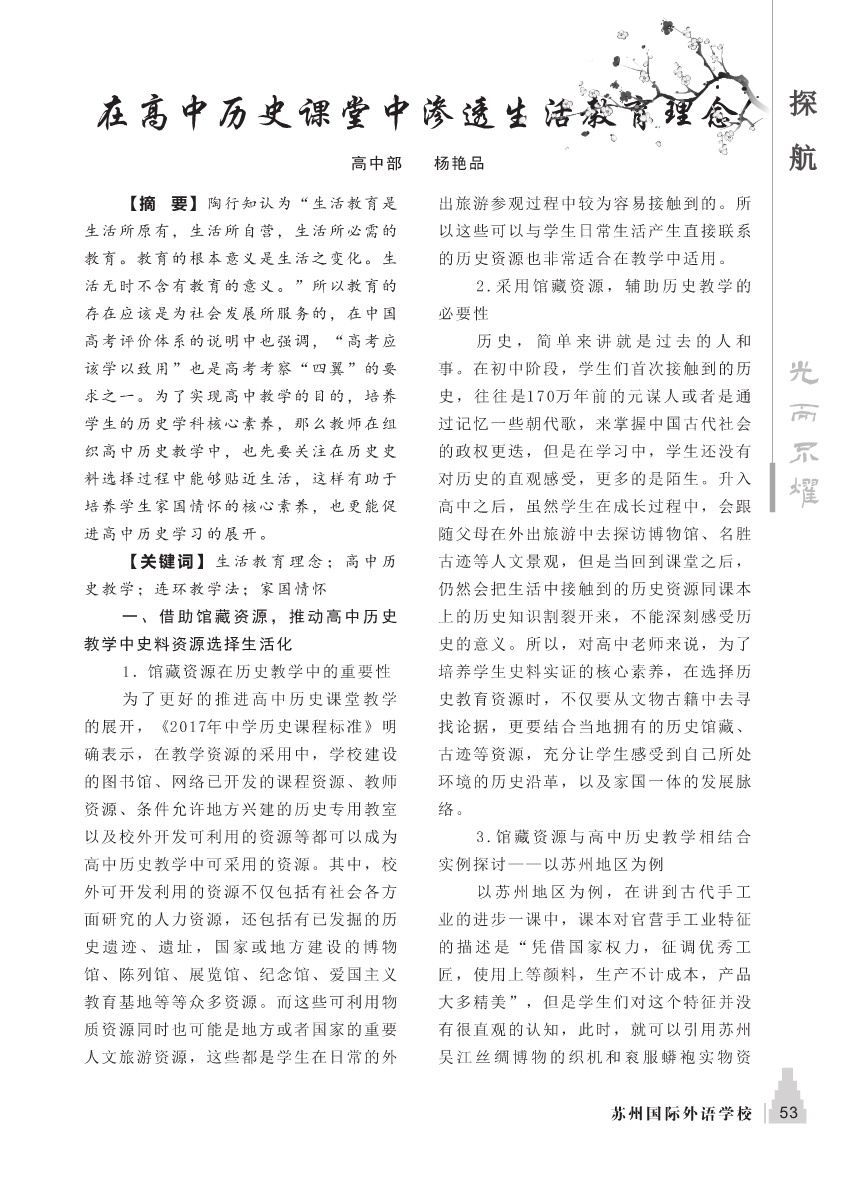 在高中历史课堂中渗透生活教育理念
高中部 杨艳品
【摘 要】陶行知认为“生活教育是
生活所原有，生活所自营，生活所必需的
教育。教育的根本意义是生活之变化。生
活无时不含有教育的意义。”所以教育的
存在应该是为社会发展所服务的，在中国
高考评价体系的说明中也强调，“高考应
该学以致用”也是高考考察“四翼”的要
求之一。为了实现高中教学的目的，培养
学生的历史学科核心素养，那么教师在组
织高中历史教学中，也先要关注在历史史
料选择过程中能够贴近生活，这样有助于
培养学生家国情怀的核心素养，也更能促
进高中历史学习的展开。
【关键词】生活教育理念；高中历
史教学；连环教学法；家国情怀
一、借助馆藏资源，推动高中历史
教学中史料资源选择生活化
1. 馆藏资源在历史教学中的重要性
为了更好的推进高中历史课堂教学
的展开，《2017年中学历史课程标准》明
确表示，在教学资源的采用中，学校建设
的图书馆、网络已开发的课程资源、教师
资源、条件允许地方兴建的历史专用教室
以及校外开发可利用的资源等都可以成为
高中历史教学中可采用的资源。其中，校
外可开发利用的资源不仅包括有社会各方
面研究的人力资源，还包括有已发掘的历
史遗迹、遗址，国家或地方建设的博物
馆、陈列馆、展览馆、纪念馆、爱国主义
教育基地等等众多资源。而这些可利用物
质资源同时也可能是地方或者国家的重要
人文旅游资源，这些都是学生在日常的外
出旅游参观过程中较为容易接触到的。所
以这些可以与学生日常生活产生直接联系
的历史资源也非常适合在教学中适用。
2.采用馆藏资源，辅助历史教学的
必要性
历史，简单来讲就是过去的人和
事。在初中阶段，学生们首次接触到的历
史，往往是170万年前的元谋人或者是通
过记忆一些朝代歌，来掌握中国古代社会
的政权更迭，但是在学习中，学生还没有
对历史的直观感受，更多的是陌生。升入
高中之后，虽然学生在成长过程中，会跟
随父母在外出旅游中去探访博物馆、名胜
古迹等人文景观，但是当回到课堂之后，
仍然会把生活中接触到的历史资源同课本
上的历史知识割裂开来，不能深刻感受历
史的意义。所以，对高中老师来说，为了
培养学生史料实证的核心素养，在选择历
史教育资源时，不仅要从文物古籍中去寻
找论据，更要结合当地拥有的历史馆藏、
古迹等资源，充分让学生感受到自己所处
环境的历史沿革，以及家国一体的发展脉
络。
3.馆藏资源与高中历史教学相结合
实例探讨——以苏州地区为例
以苏州地区为例，在讲到古代手工
业的进步一课中，课本对官营手工业特征
的描述是“凭借国家权力，征调优秀工
匠，使用上等颜料，生产不计成本，产品
大多精美”，但是学生们对这个特征并没
有很直观的认知，此时，就可以引用苏州
吴江丝绸博物的织机和衮服蟒袍实物资
探航
光而不耀
苏州国际外语学校 53